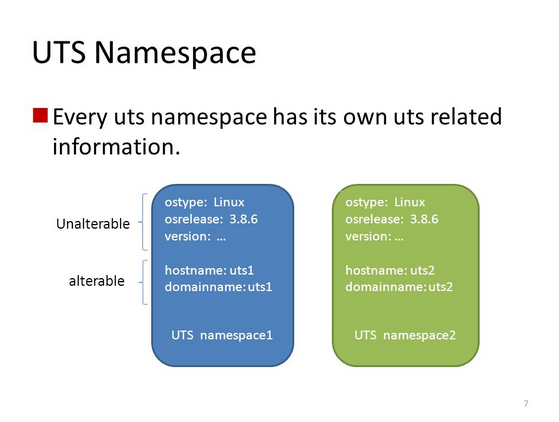 UTS Namespace
Every uts namespace has its own uts related
information.
Unalterable
alterable
ostype: Linux
osrelease: 3.8.6
version: ...
hostname: uts1
domainname: uts1
UTS namespace1
ostype: Linux
osrelease: 3.8.6
version: ...
hostname: uts2
domainname: uts2
UTS namespace2
7